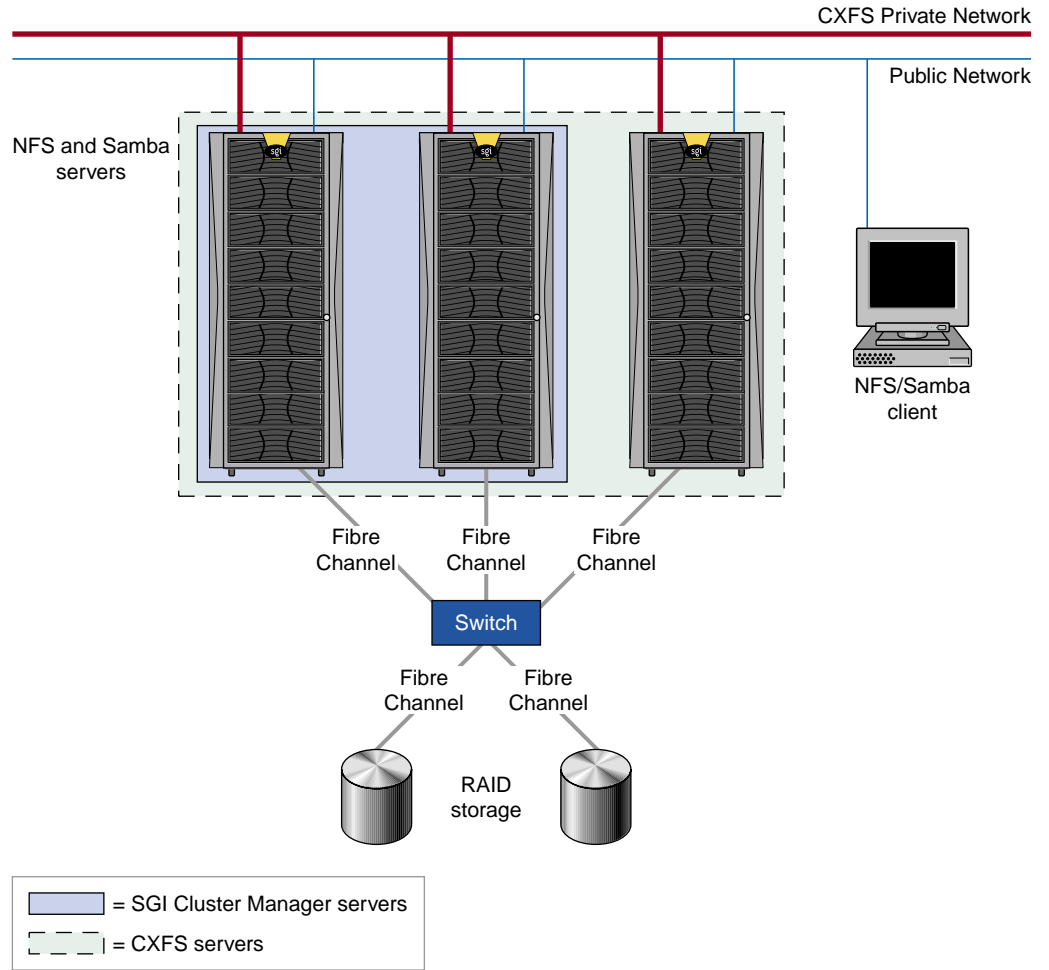 CXFS Private Network
Public Network
NFS and Samba
servers
sgi
sgi
sgi
NFS/Samba
client
Fibre
Channel
Fibre
Channel
Fibre
Channel
Switch
Fibre
Channel
Fibre
Channel
RAID
storage
= SGI Cluster Manager servers
= CXFS servers